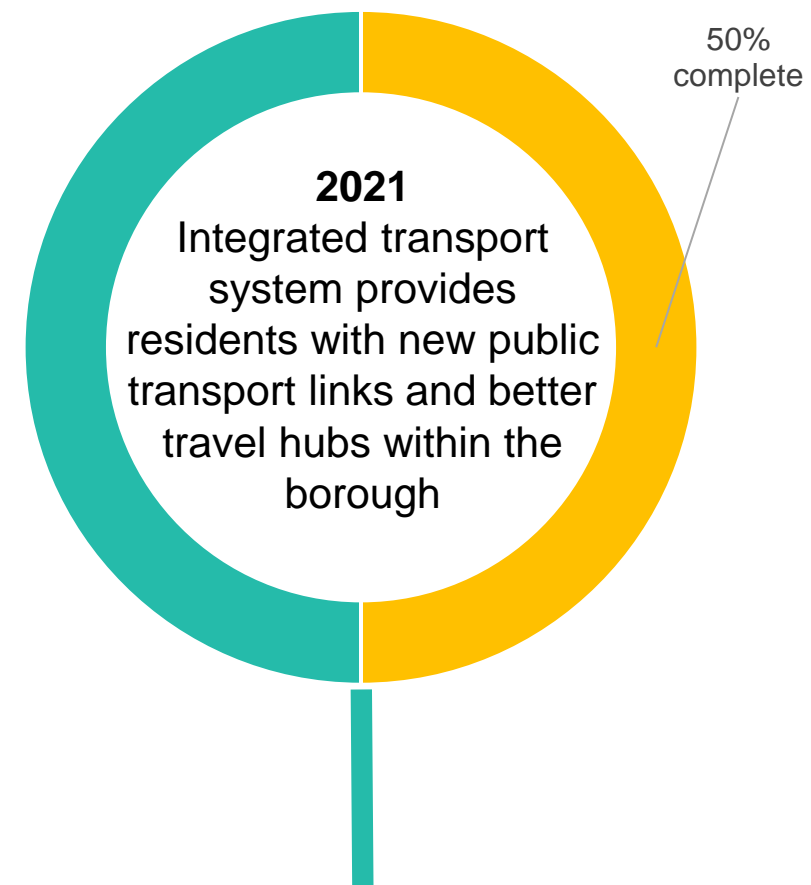 50%
complete
2021
Integrated transport
system provides
residents with new public
transport links and better
travel hubs within the
borough